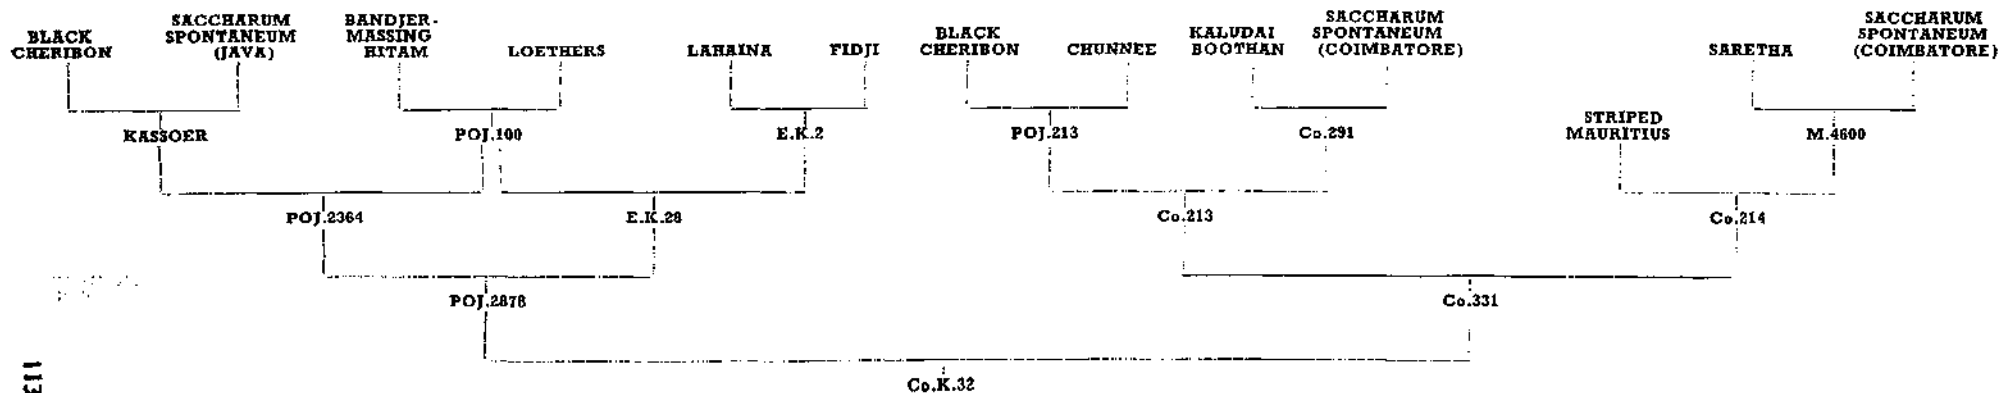 BLACK
CHERIBON
SACCHARUM
SPONTANEUM
(JAVA)
BANDJER-
MASSING
HITAM
LOETHERS
LAHAINA
FIDJI
BLACK
CHERIBON
CHUNNEE
KALUDAI
BOOTHAN
SACCHARUM
SPONTANEUM
(COIMBATORE)
SARETHA
SACCHARUM
SPONTANEUM
(COIMBATORE)
KASSOER
POJ.100
E.K.2
POJ.213
Co.291
STRIPED
MAURITIUS
M.4600
POJ.2364
E.K.28
Co.213
Co.214
POJ.2878
Co.331
Co.K.32
113